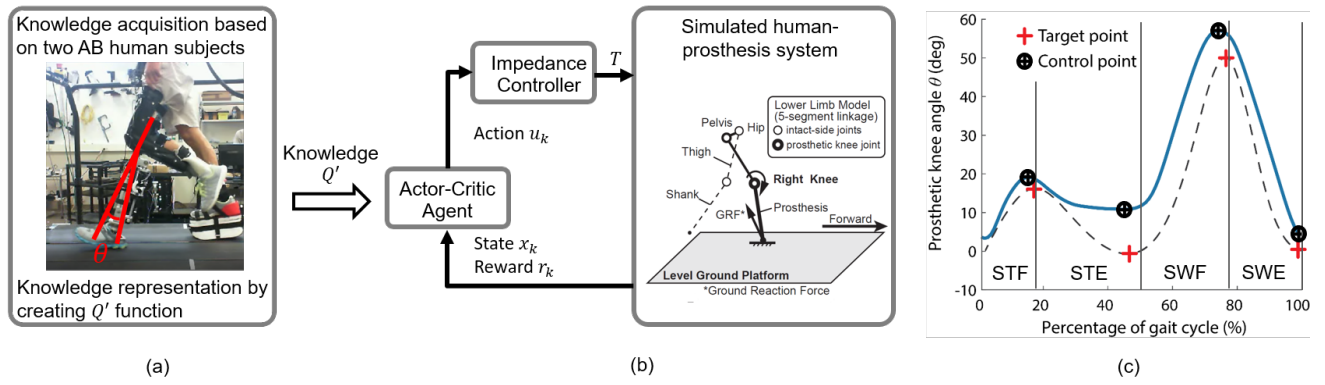 Knowledge acquisition based
on two AB human subjects
θ
Knowledge representation by
creating Q′ function
(a)
Knowledge
Q′
Impedance
Controller
T
Action u_k
Actor-Critic
Agent
State x_k
Reward r_k
Simulated human-
prosthesis system
Lower Limb Model
(5-segment linkage)
intact-side joints
prosthetic knee joint
Pelvis
Hip
Thigh
Right Knee
Shank
Prosthesis
GRF*
Forward
Level Ground Platform
*Ground Reaction Force
(b)
Prosthetic knee angle θ (deg)
60
50
40
30
20
10
0
-10
Target point
Control point
STF
STE
SWF
SWE
0
20
40
60
80
100
Percentage of gait cycle (%)
(c)